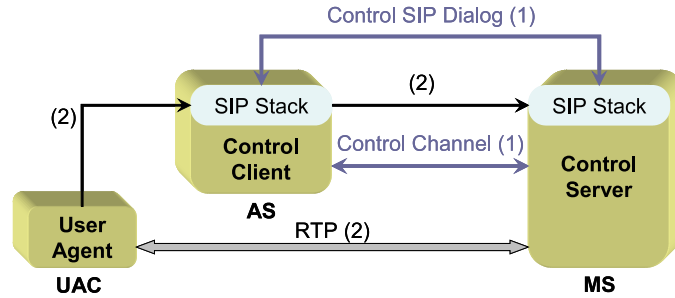 Control SIP Dialog (1)
(2)
SIP Stack
(2)
SIP Stack
Control
Client
Control Channel (1)
Control
Server
AS
User
Agent
RTP (2)
UAC
MS